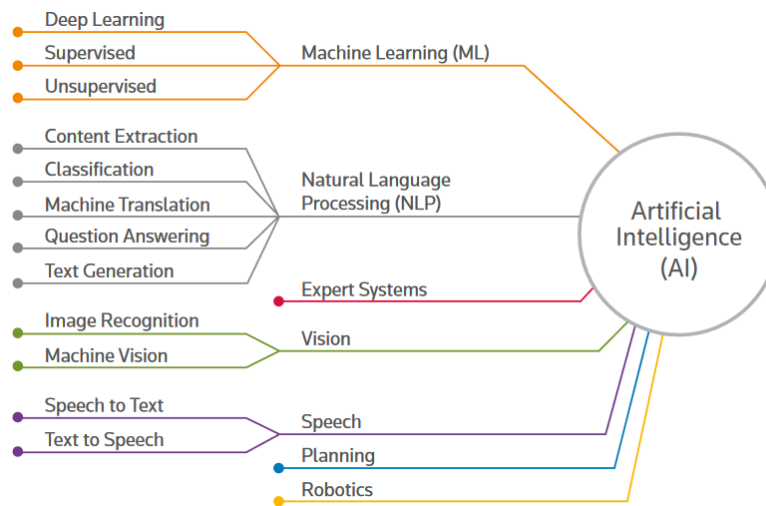 Deep Learning
Supervised
Unsupervised
Machine Learning (ML)
Content Extraction
Classification
Machine Translation
Question Answering
Text Generation
Natural Language
Processing (NLP)
Expert Systems
Image Recognition
Machine Vision
Vision
Speech to Text
Text to Speech
Speech
Planning
Robotics
Artificial
Intelligence
(AI)